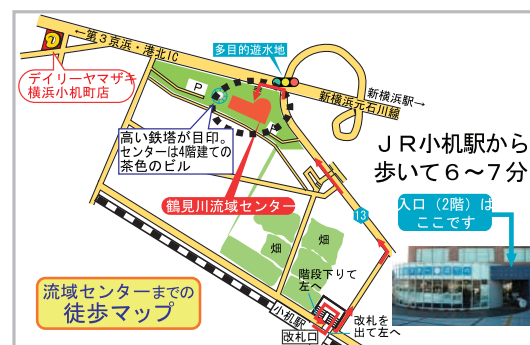 ←第3京浜・港北IC
多目的遊水地
デイリーヤマザキ
横浜小机町店
新横浜駅→
新横浜元石川線
P
P
高い鉄塔が目印。
センターは4階建ての
茶色のビル
JR小机駅から
歩いて6〜7分
鶴見川流域センター
13
入口（2階）は
ここです
畑
畑
階段下りて
左へ
流域センターまでの
徒歩マップ
小机駅
改札口
改札を
出て左へ